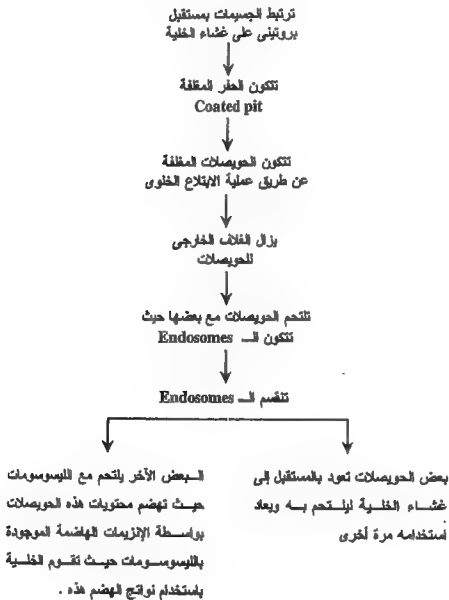 ترتبط الجسيمات بمستقبل
بروتينى على غشاء الخلية
تتكون الحفر المغلفة
Coated pit
تتكون الحويصلات المغلفة
عن طريق عملية الابتلاع الخلوى
يزال الغلاف الخارجى
للحويصلات
تلتحم الحويصلات مع بعضها حيث
تتكون الـ Endosomes
تنقسم الـ Endosomes
بعض الحويصلات تعود بالمستقبل إلى
غشاء الخلية ليلتحم به ويعاد
استخدامه مرة أخرى
البعض الآخر يلتحم مع الليسوسومات
حيث تهضم محتويات هذه الحويصلات
بواسطة الإنزيمات الهاضمة الموجودة
بالليسوسومات حيث تقوم الخلية
باستخدام نواتج الهضم هذه .